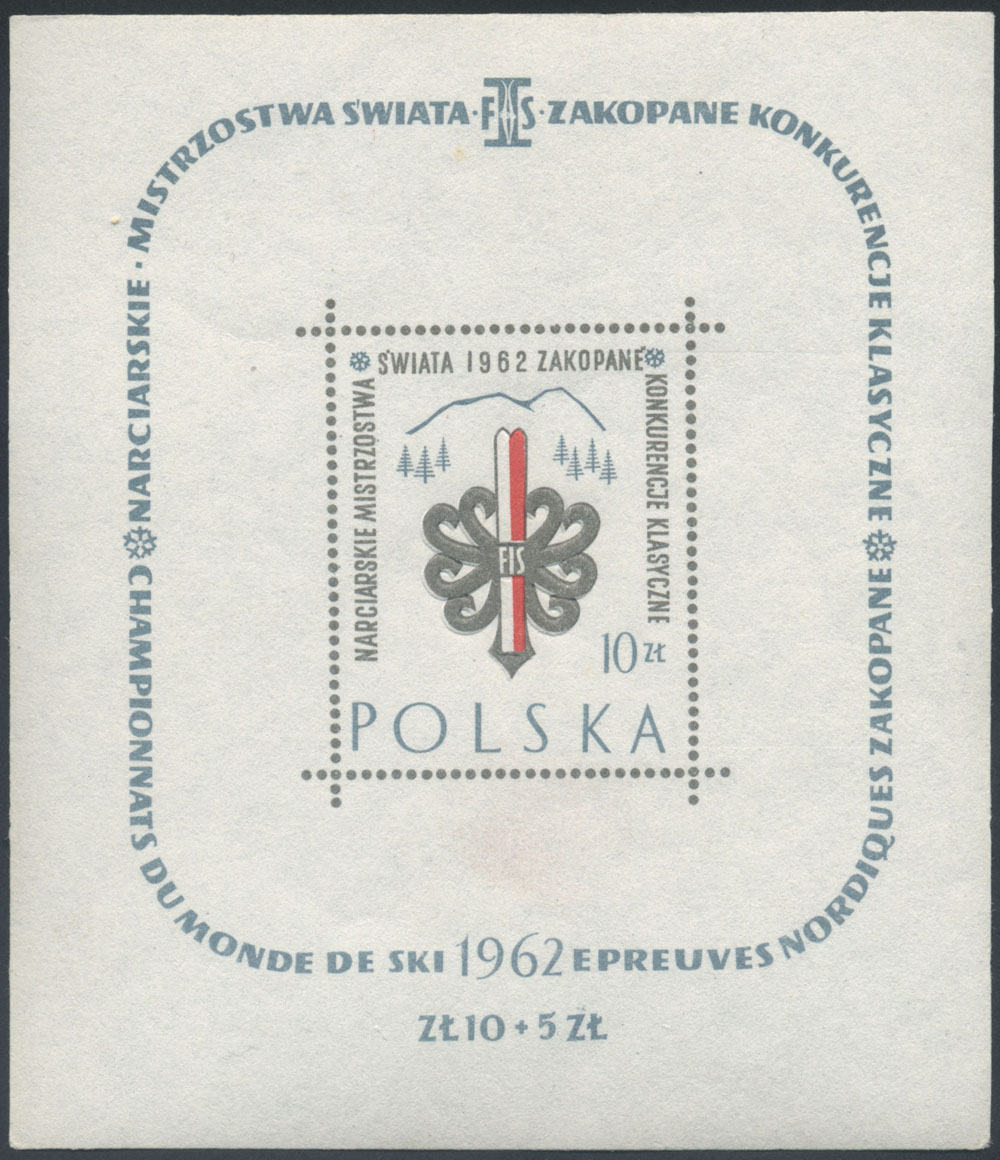 NARCIARSKIE · MISTRZOSTWA ŚWIATA · FIS · ZAKOPANE KONKURENCJE KLASYCZNE
CHAMPIONNATS DU MONDE DE SKI 1962 EPREUVES NORDIQUES ZAKOPANE
NARCIARSKIE MISTRZOSTWA
ŚWIATA 1962 ZAKOPANE
KONKURENCJE KLASYCZNE
FIS
10 ZŁ
POLSKA
ZŁ 10 + 5 ZŁ